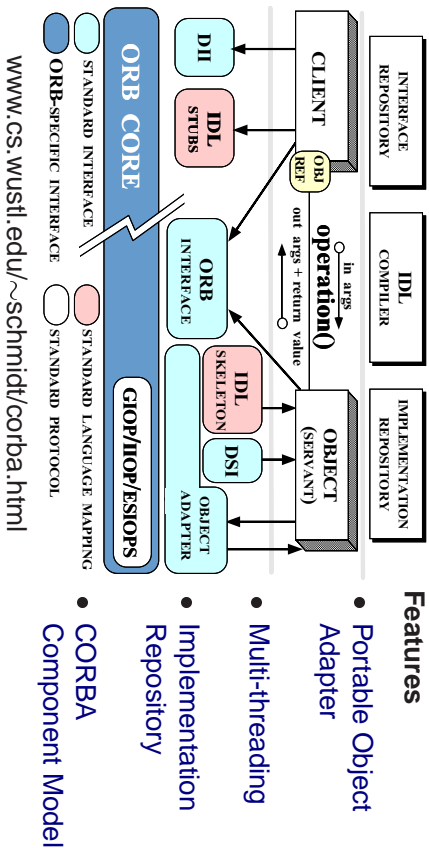 INTERFACE
REPOSITORY
IDL
COMPILER
IMPLEMENTATION
REPOSITORY
CLIENT
OBJ
REF
in args
operation()
out args + return value
OBJECT
(SERVANT)
DII
IDL
STUBS
ORB
INTERFACE
IDL
SKELETON
DSI
OBJECT
ADAPTER
ORB CORE
GIOP/IIOP/ESIOPS
STANDARD INTERFACE
STANDARD LANGUAGE MAPPING
ORB-SPECIFIC INTERFACE
STANDARD PROTOCOL
www.cs.wustl.edu/~schmidt/corba.html
Features
• Portable Object
Adapter
• Multi-threading
• Implementation
Repository
• CORBA
Component Model